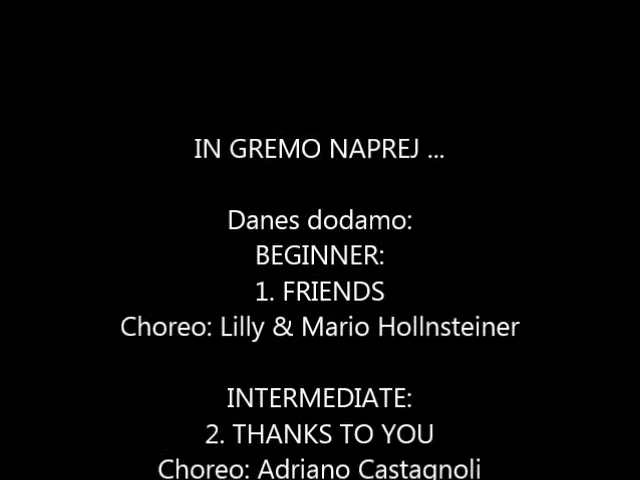 IN GREMO NAPREJ ...
Danes dodamo:
BEGINNER:
1. FRIENDS
Choreo: Lilly & Mario Hollnsteiner
INTERMEDIATE:
2. THANKS TO YOU
Choreo: Adriano Castagnoli